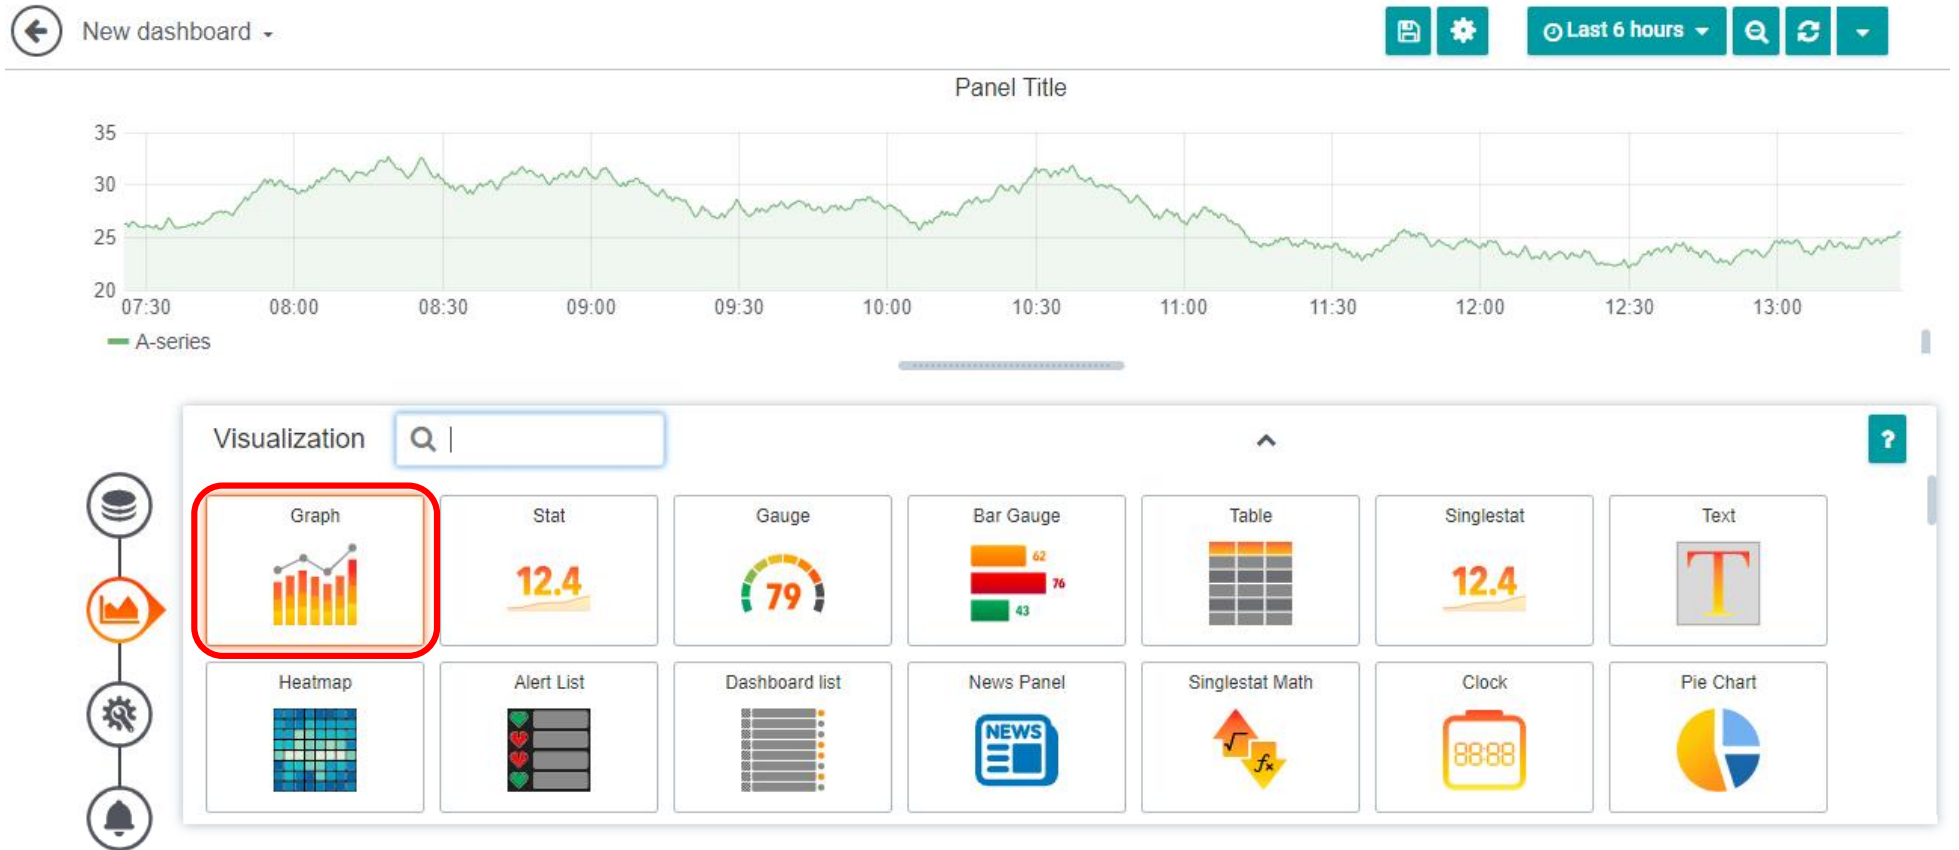 New dashboard
Last 6 hours
Panel Title
35
30
25
20
07:30 08:00 08:30 09:00 09:30 10:00 10:30 11:00 11:30 12:00 12:30 13:00
A-series
Visualization
?
Graph Stat Gauge Bar Gauge Table Singlestat Text
12.4 79 62 76 43 12.4 T
Heatmap Alert List Dashboard list News Panel Singlestat Math Clock Pie Chart
NEWS √ fx 88:88